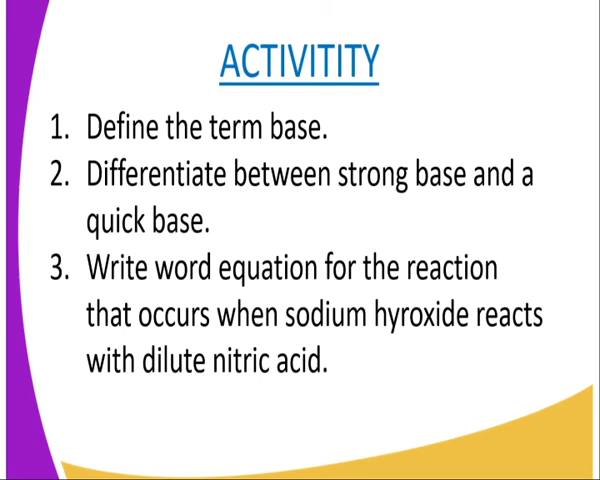 ACTIVITITY
1. Define the term base.
2. Differentiate between strong base and a
quick base.
3. Write word equation for the reaction
that occurs when sodium hyroxide reacts
with dilute nitric acid.